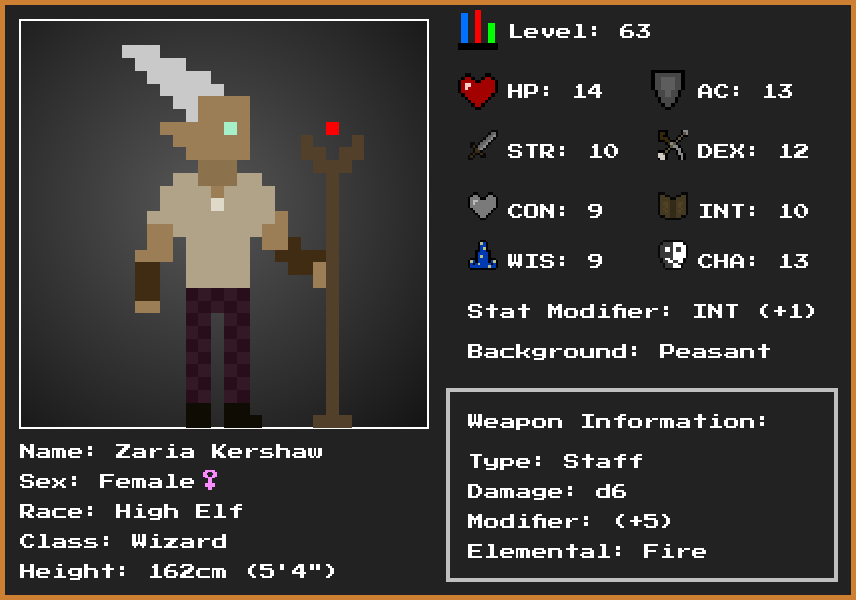 Level: 63
HP: 14
AC: 13
STR: 10
DEX: 12
CON: 9
INT: 10
WIS: 9
CHA: 13
Stat Modifier: INT (+1)
Background: Peasant
Weapon Information:
Type: Staff
Damage: d6
Modifier: (+5)
Elemental: Fire
Name: Zaria Kershaw
Sex: Female♀
Race: High Elf
Class: Wizard
Height: 162cm (5'4")